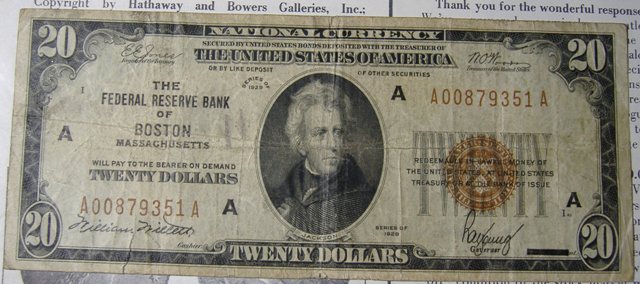 Copyright by Hathaway and Bowers Galleries, Inc.;
Thank you for the wonderful response
20
NATIONAL CURRENCY
20
SECURED BY UNITED STATES BONDS DEPOSITED WITH THE TREASURER OF
THE UNITED STATES OF AMERICA
OR BY LIKE DEPOSIT
OF OTHER SECURITIES
SERIES OF
1929
THE
FEDERAL RESERVE BANK
OF
BOSTON
MASSACHUSETTS
WILL PAY TO THE BEARER ON DEMAND
TWENTY DOLLARS
A
A
A00879351A
A00879351A
A
A
REDEEMABLE IN LAWFUL MONEY OF
THE UNITED STATES AT UNITED STATES
TREASURY OR AT THE BANK OF ISSUE
JACKSON
SERIES OF
1929
William Willett
Cashier
Governor
20
TWENTY DOLLARS
20